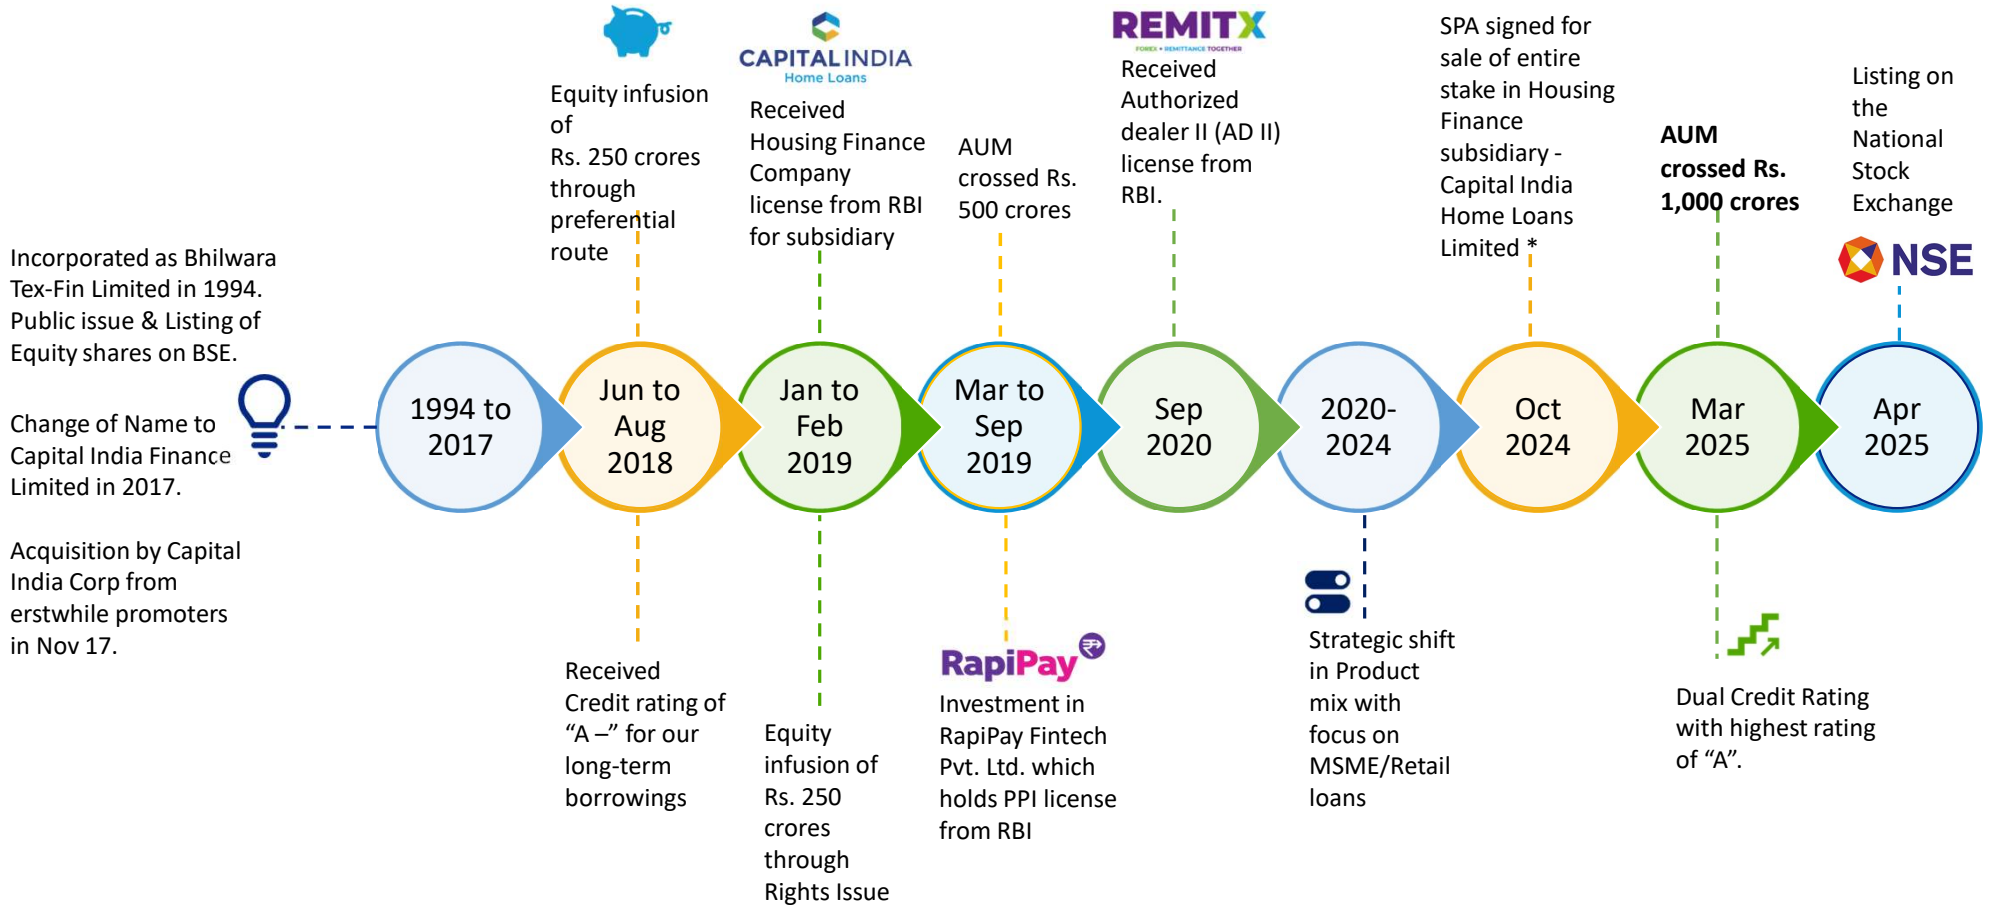 Incorporated as Bhilwara
Tex-Fin Limited in 1994.
Public issue & Listing of
Equity shares on BSE.
Change of Name to
Capital India Finance
Limited in 2017.
Acquisition by Capital
India Corp from
erstwhile promoters
in Nov 17.
1994 to
2017
Equity infusion
of
Rs. 250 crores
through
preferential
route
Jun to
Aug
2018
Received
Credit rating of
“A –” for our
long-term
borrowings
CAPITAL INDIA
Home Loans
Received
Housing Finance
Company
license from RBI
for subsidiary
Jan to
Feb
2019
Equity
infusion of
Rs. 250
crores
through
Rights Issue
AUM
crossed Rs.
500 crores
Mar to
Sep
2019
RapiPay
Investment in
RapiPay Fintech
Pvt. Ltd. which
holds PPI license
from RBI
REMITX
FOREX + REMITTANCE TOGETHER
Received
Authorized
dealer II (AD II)
license from
RBI.
Sep
2020
2020-
2024
Strategic shift
in Product
mix with
focus on
MSME/Retail
loans
SPA signed for
sale of entire
stake in Housing
Finance
subsidiary -
Capital India
Home Loans
Limited *
Oct
2024
AUM
crossed Rs.
1,000 crores
Mar
2025
Dual Credit Rating
with highest rating
of “A”.
Listing on
the
National
Stock
Exchange
NSE
Apr
2025